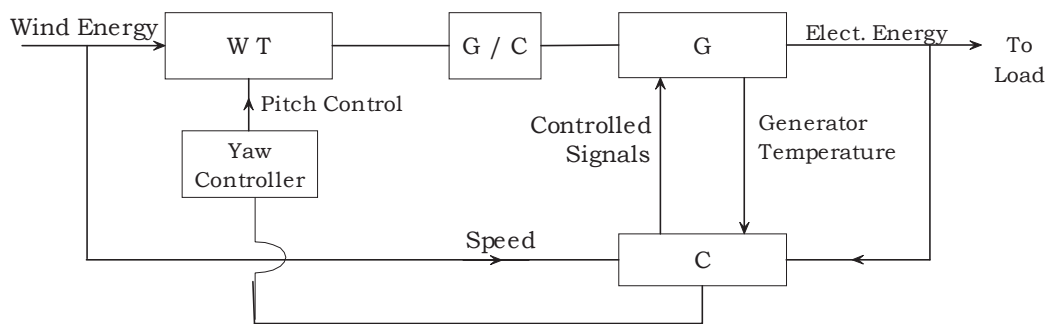 Wind Energy
W T
G / C
G
Elect. Energy
To
Load
Pitch Control
Yaw
Controller
Controlled
Signals
Generator
Temperature
Speed
C